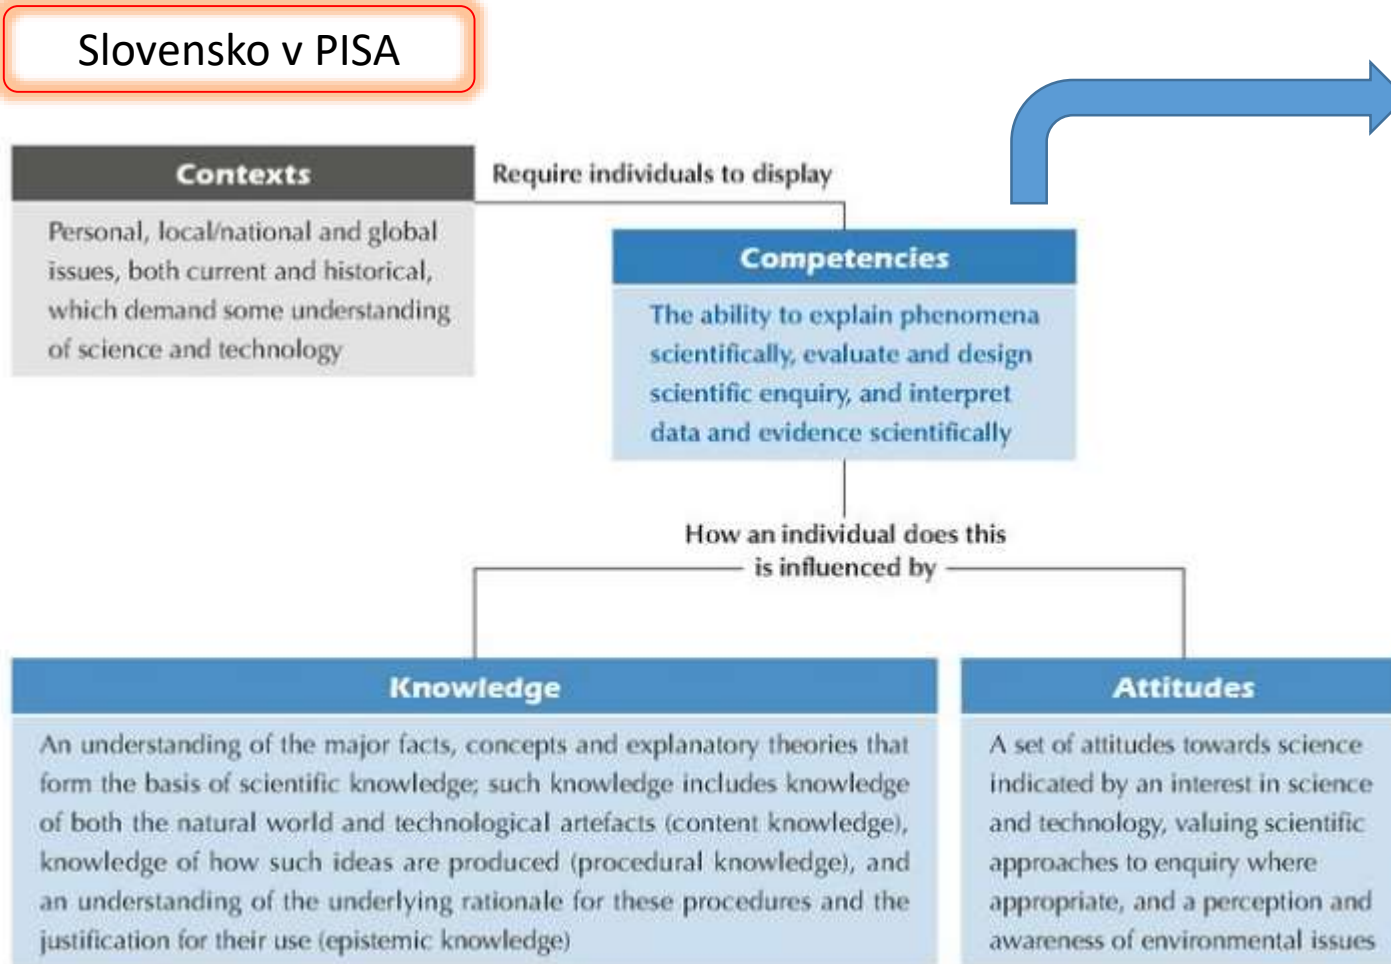 Slovensko v PISA
Contexts
Personal, local/national and global
issues, both current and historical,
which demand some understanding
of science and technology
Require individuals to display
Competencies
The ability to explain phenomena
scientifically, evaluate and design
scientific enquiry, and interpret
data and evidence scientifically
How an individual does this
is influenced by
Knowledge
An understanding of the major facts, concepts and explanatory theories that
form the basis of scientific knowledge; such knowledge includes knowledge
of both the natural world and technological artefacts (content knowledge),
knowledge of how such ideas are produced (procedural knowledge), and
an understanding of the underlying rationale for these procedures and the
justification for their use (epistemic knowledge)
Attitudes
A set of attitudes towards science
indicated by an interest in science
and technology, valuing scientific
approaches to enquiry where
appropriate, and a perception and
awareness of environmental issues